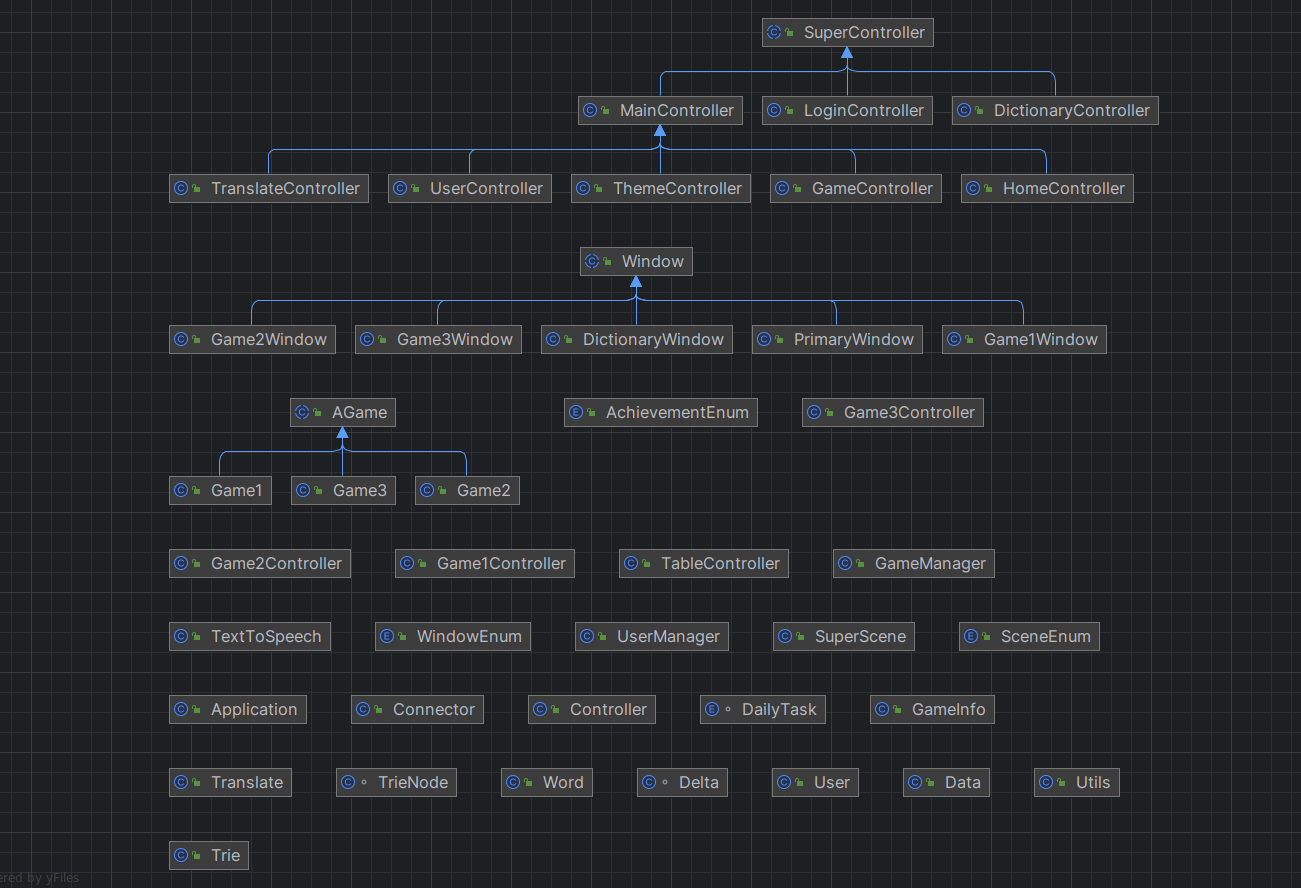 SuperController
MainController LoginController DictionaryController
TranslateController UserController ThemeController GameController HomeController
Window
Game2Window Game3Window DictionaryWindow PrimaryWindow Game1Window
AGame AchievementEnum Game3Controller
Game1 Game3 Game2
Game2Controller Game1Controller TableController GameManager
TextToSpeech WindowEnum UserManager SuperScene SceneEnum
Application Connector Controller DailyTask GameInfo
Translate TrieNode Word Delta User Data Utils
Trie
ered by yFiles